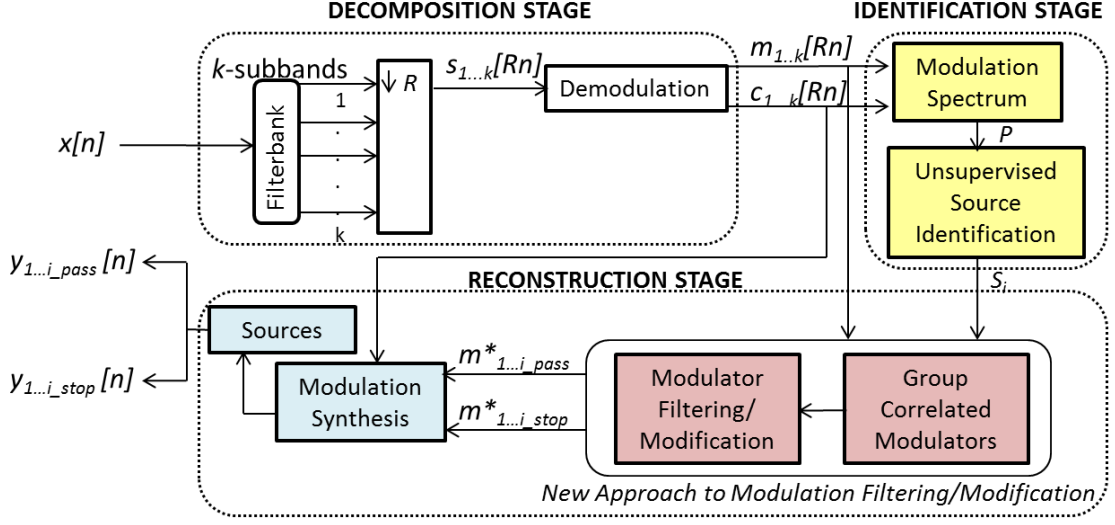 DECOMPOSITION STAGE
IDENTIFICATION STAGE
k-subbands
↓ R
s1...k[Rn]
m1..k[Rn]
c1...k[Rn]
Demodulation
Modulation
Spectrum
x[n]
Filterbank
1
.
.
.
.
k
P
Unsupervised
Source
Identification
Si
y1...i_pass[n]
y1...i_stop[n]
RECONSTRUCTION STAGE
Sources
Modulation
Synthesis
m*1...i_pass
m*1...i_stop
Modulator
Filtering/
Modification
Group
Correlated
Modulators
New Approach to Modulation Filtering/Modification